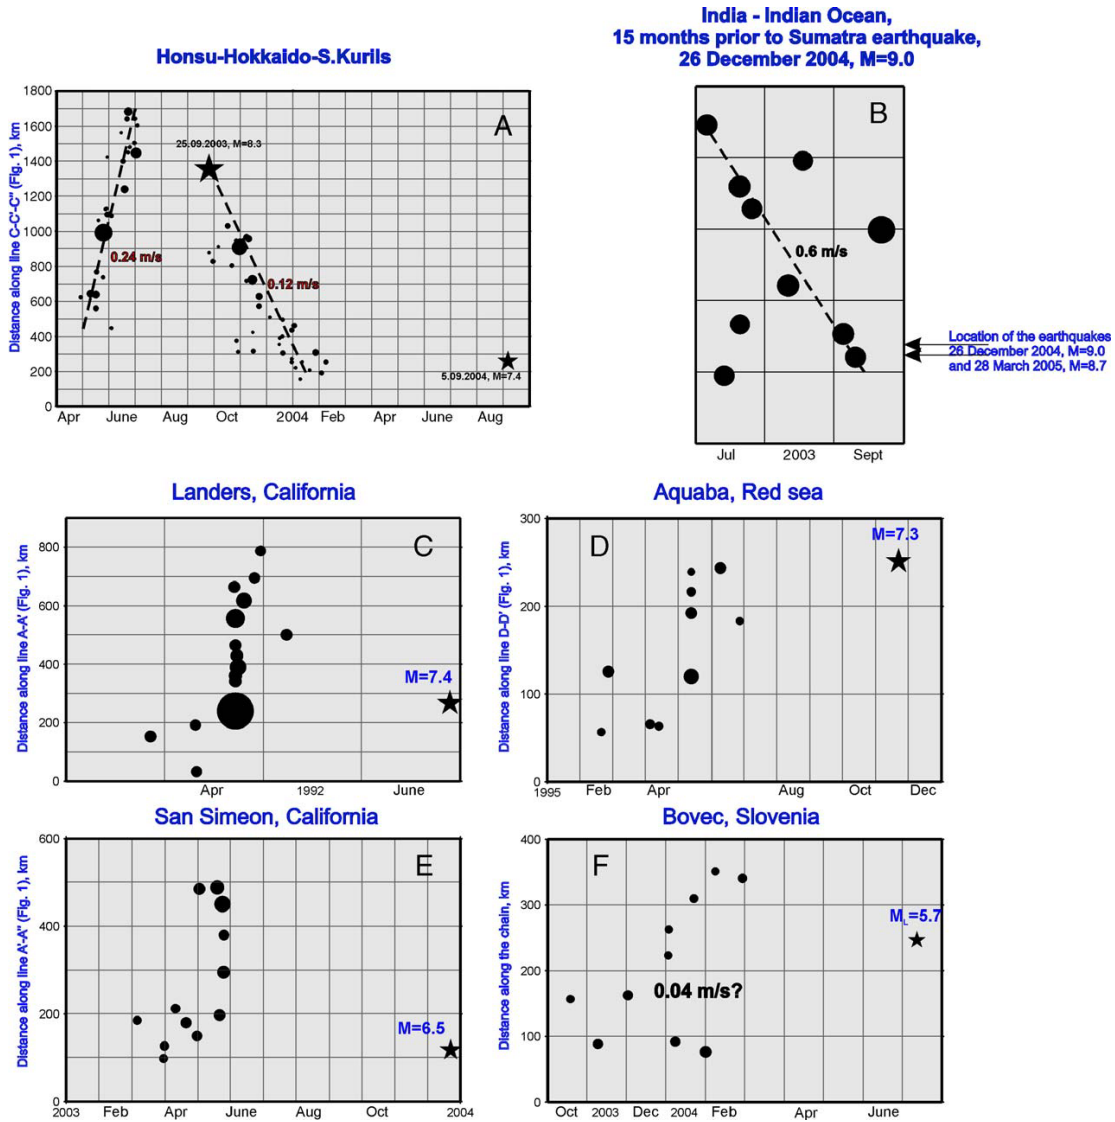 India - Indian Ocean,
15 months prior to Sumatra earthquake,
26 December 2004, M=9.0
Honsu-Hokkaido-S.Kurils
Distance along line C-C'-C" (Fig. 1), km
1800
1600
1400
1200
1000
800
600
400
200
0
A
25.09.2003, M=8.3
0.24 m/s
0.12 m/s
5.09.2004, M=7.4
Apr June Aug Oct 2004 Feb Apr Aug
B
0.6 m/s
Location of the earthquakes
26 December 2004, M=9.0
and 28 March 2005, M=8.7
Jul 2003 Sept
Landers, California
Distance along line A-A' (Fig. 1), km
800
600
400
200
0
C
M=7.4
Apr 1992 June
Aquaba, Red sea
Distance along line D-D' (Fig. 1), km
300
200
100
0
D
M=7.3
1995 Feb Apr Aug Oct Dec
San Simeon, California
Distance along line A'-A" (Fig. 1), km
600
400
200
0
E
M=6.5
2003 Feb Apr June Aug Oct 2004
Bovec, Slovenia
Distance along the chain, km
400
300
200
100
0
F
ML=5.7
0.04 m/s?
Oct 2003 Dec 2004 Feb Apr June